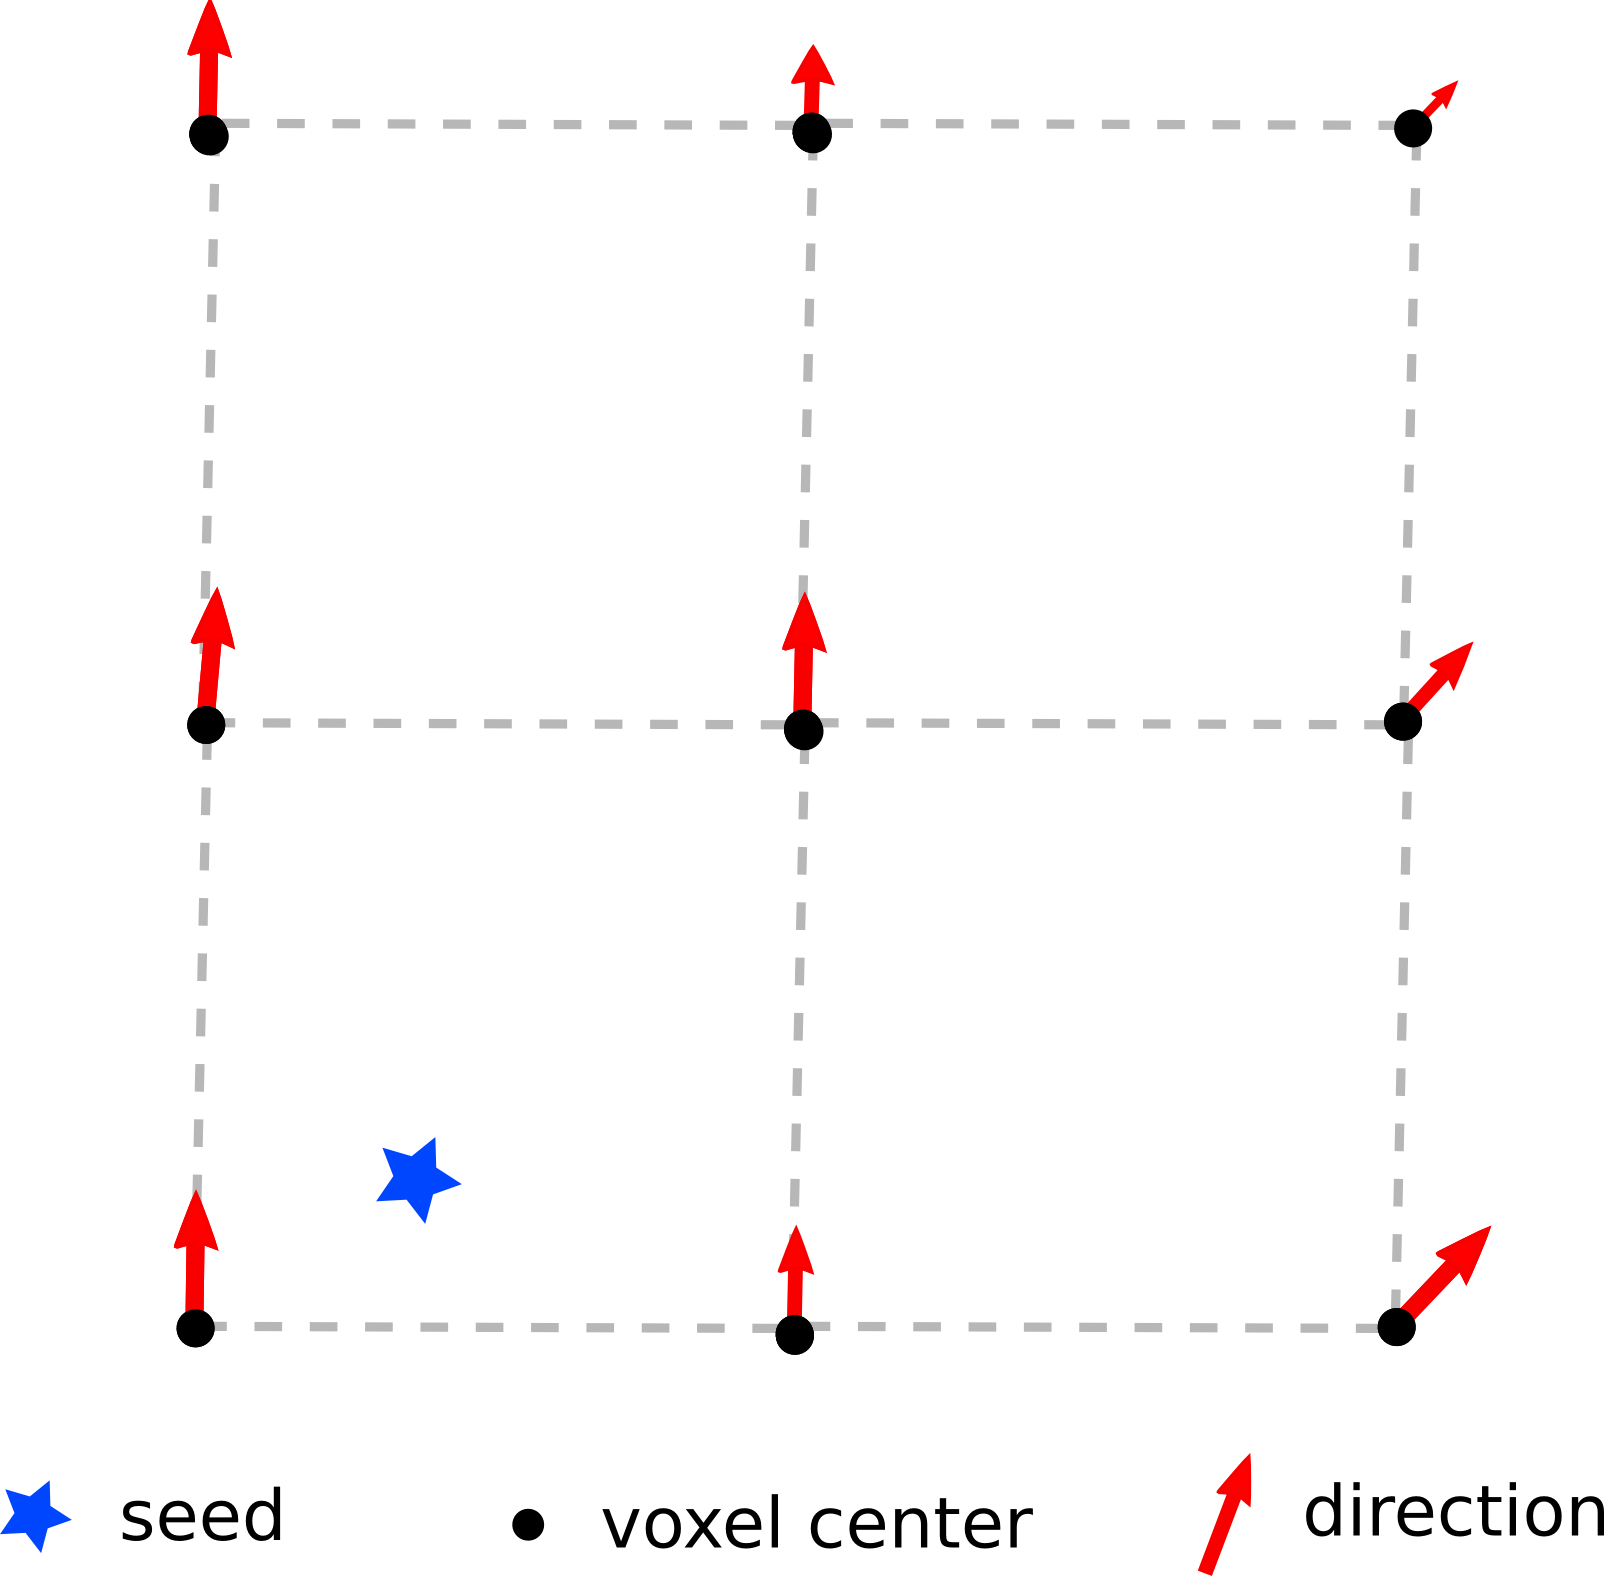 seed
voxel center
direction